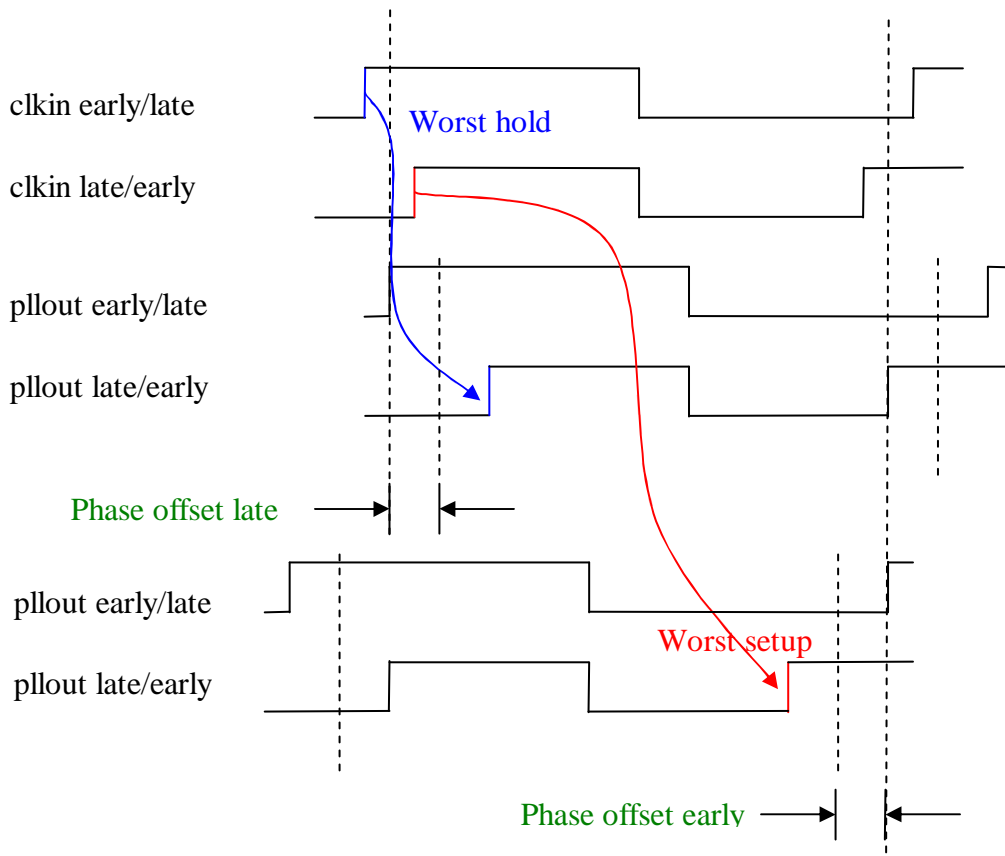 clkin early/late
Worst hold
clkin late/early
pllout early/late
pllout late/early
Phase offset late
pllout early/late
Worst setup
pllout late/early
Phase offset early